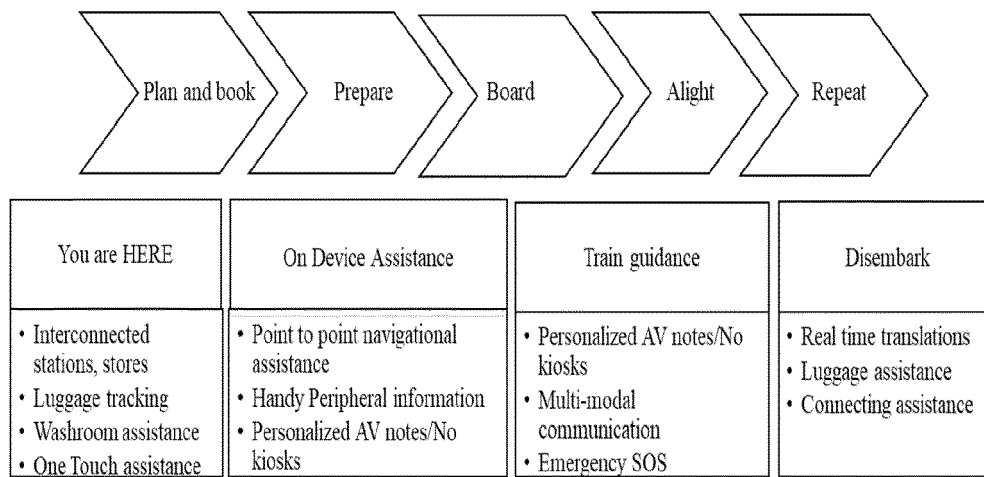 Plan and book
Prepare
Board
Alight
Repeat
You are HERE
• Interconnected
stations, stores
• Luggage tracking
• Washroom assistance
• One Touch assistance
On Device Assistance
• Point to point navigational
assistance
• Handy Peripheral information
• Personalized AV notes/No
kiosks
Train guidance
• Personalized AV notes/No
kiosks
• Multi-modal
communication
• Emergency SOS
Disembark
• Real time translations
• Luggage assistance
• Connecting assistance